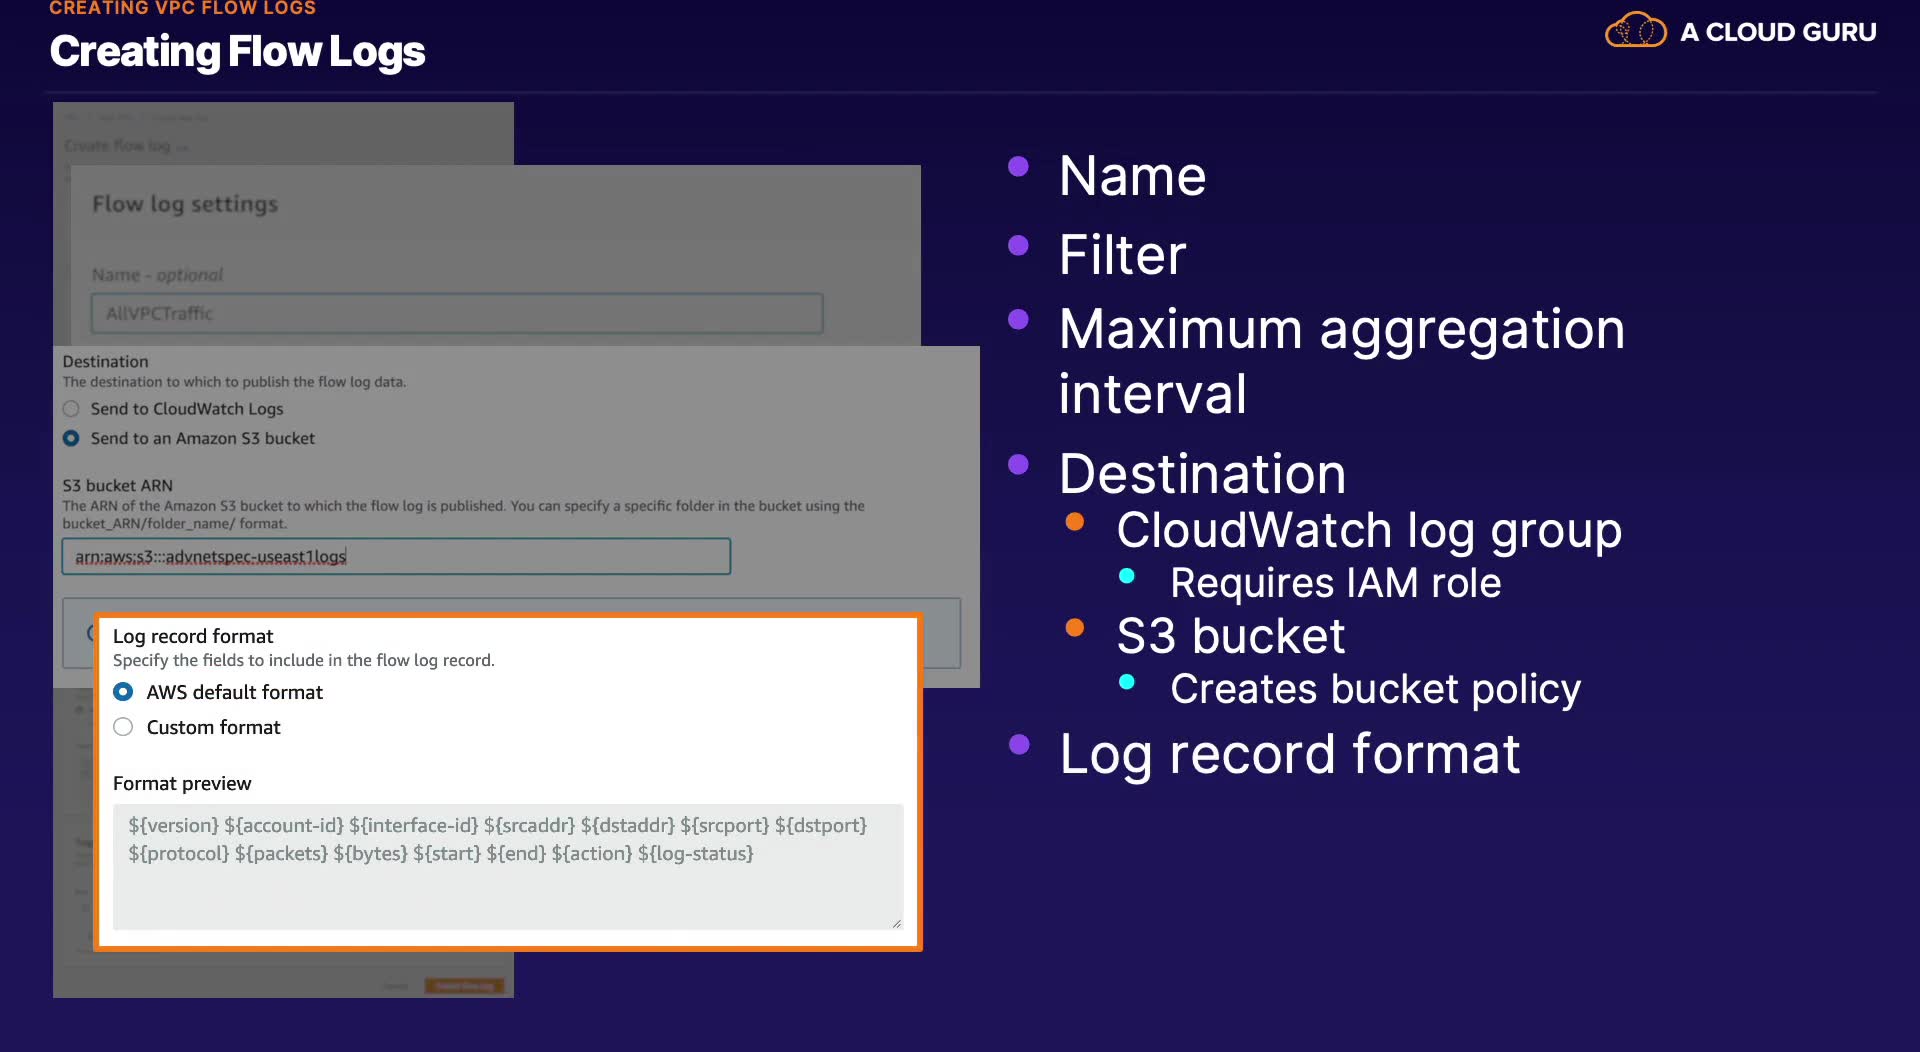 CREATING VPC FLOW LOGS
Creating Flow Logs
A CLOUD GURU
Create flow log
Flow log settings
Name - optional
AllVPCTraffic
Destination
The destination to which to publish the flow log data.
Send to CloudWatch Logs
Send to an Amazon S3 bucket
S3 bucket ARN
The ARN of the Amazon S3 bucket to which the flow log is published. You can specify a specific folder in the bucket using the
bucket_ARN/folder_name/ format.
arn:aws:s3:::advnetspec-useast1logs
Log record format
Specify the fields to include in the flow log record.
AWS default format
Custom format
Format preview
${version} ${account-id} ${interface-id} ${srcaddr} ${dstaddr} ${srcport} ${dstport}
${protocol} ${packets} ${bytes} ${start} ${end} ${action} ${log-status}
Name
Filter
Maximum aggregation
interval
Destination
CloudWatch log group
Requires IAM role
S3 bucket
Creates bucket policy
Log record format